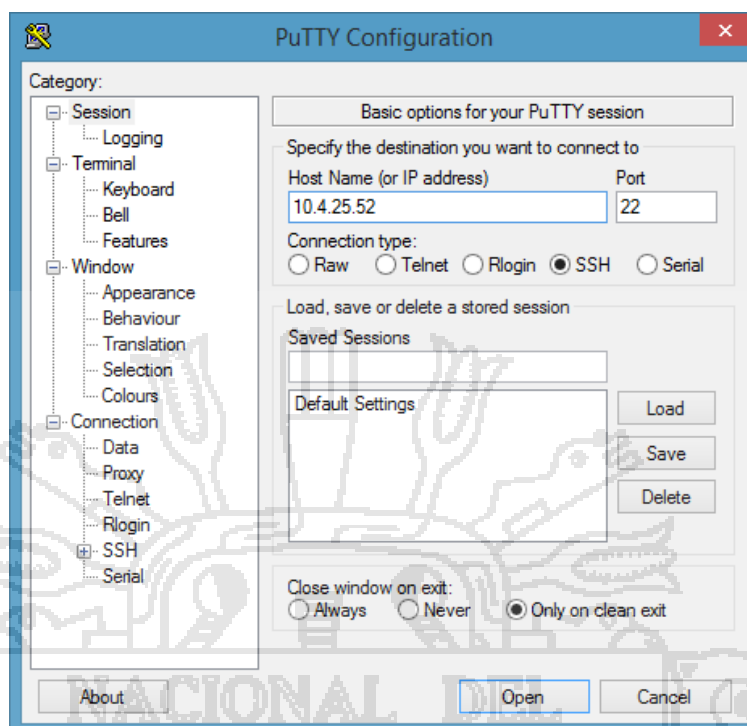 PuTTY Configuration
Category:
Session
Logging
Terminal
Keyboard
Bell
Features
Window
Appearance
Behaviour
Translation
Selection
Colours
Connection
Data
Proxy
Telnet
Rlogin
SSH
Serial
Basic options for your PuTTY session
Specify the destination you want to connect to
Host Name (or IP address) Port
10.4.25.52 22
Connection type:
Raw Telnet Rlogin SSH Serial
Load, save or delete a stored session
Saved Sessions
Default Settings
Load
Save
Delete
Close window on exit:
Always Never Only on clean exit
About Open Cancel
NACIONAL DEL